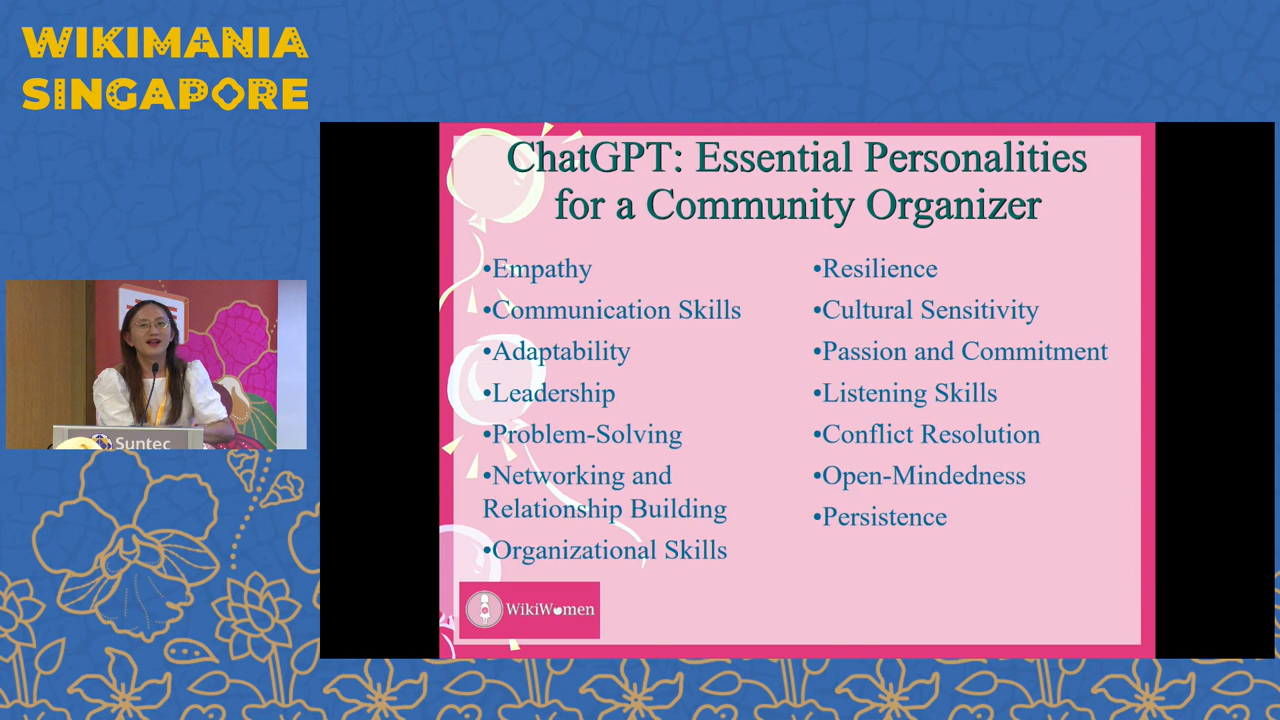 WIKIMANIA
SINGAPORE
ChatGPT: Essential Personalities
for a Community Organizer
•Empathy
•Communication Skills
•Adaptability
•Leadership
•Problem-Solving
•Networking and
Relationship Building
•Organizational Skills
•Resilience
•Cultural Sensitivity
•Passion and Commitment
•Listening Skills
•Conflict Resolution
•Open-Mindedness
•Persistence
WikiWomen
Suntec